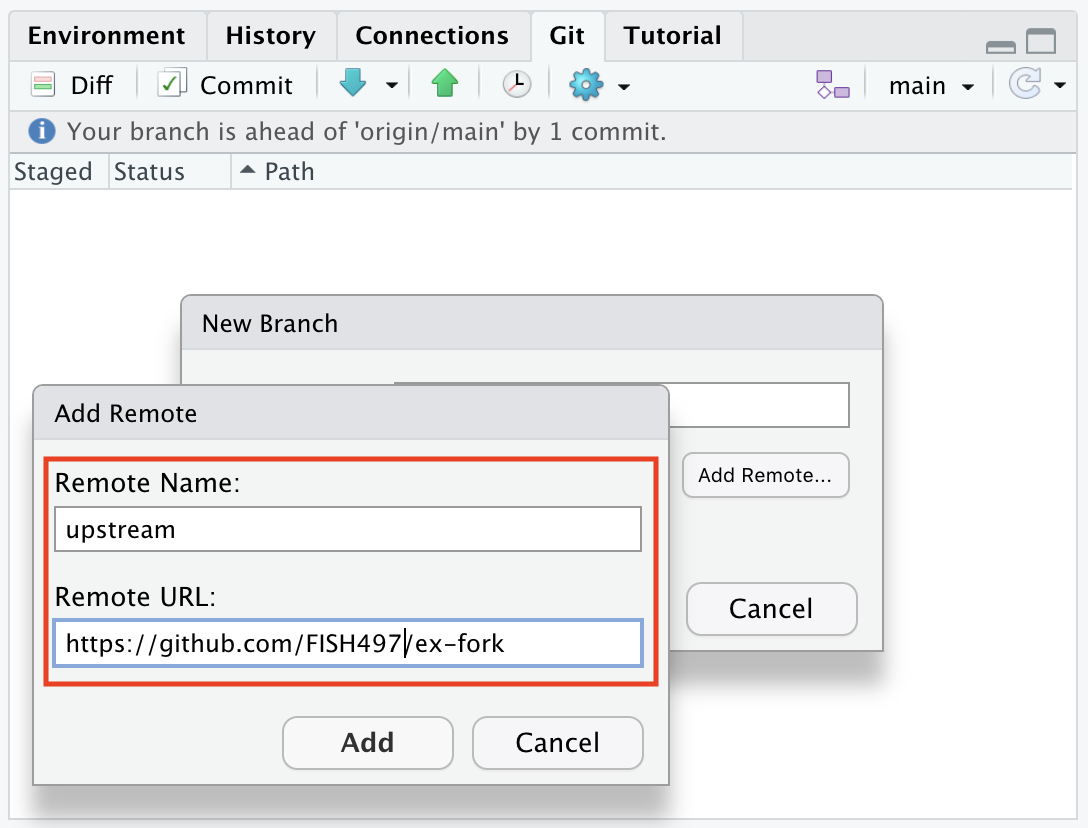 Environment History Connections Git Tutorial
Diff Commit main
Your branch is ahead of 'origin/main' by 1 commit.
Staged Status Path
New Branch
Add Remote
Remote Name:
Add Remote...
upstream
Remote URL:
Cancel
https://github.com/FISH497/ex-fork
Add Cancel